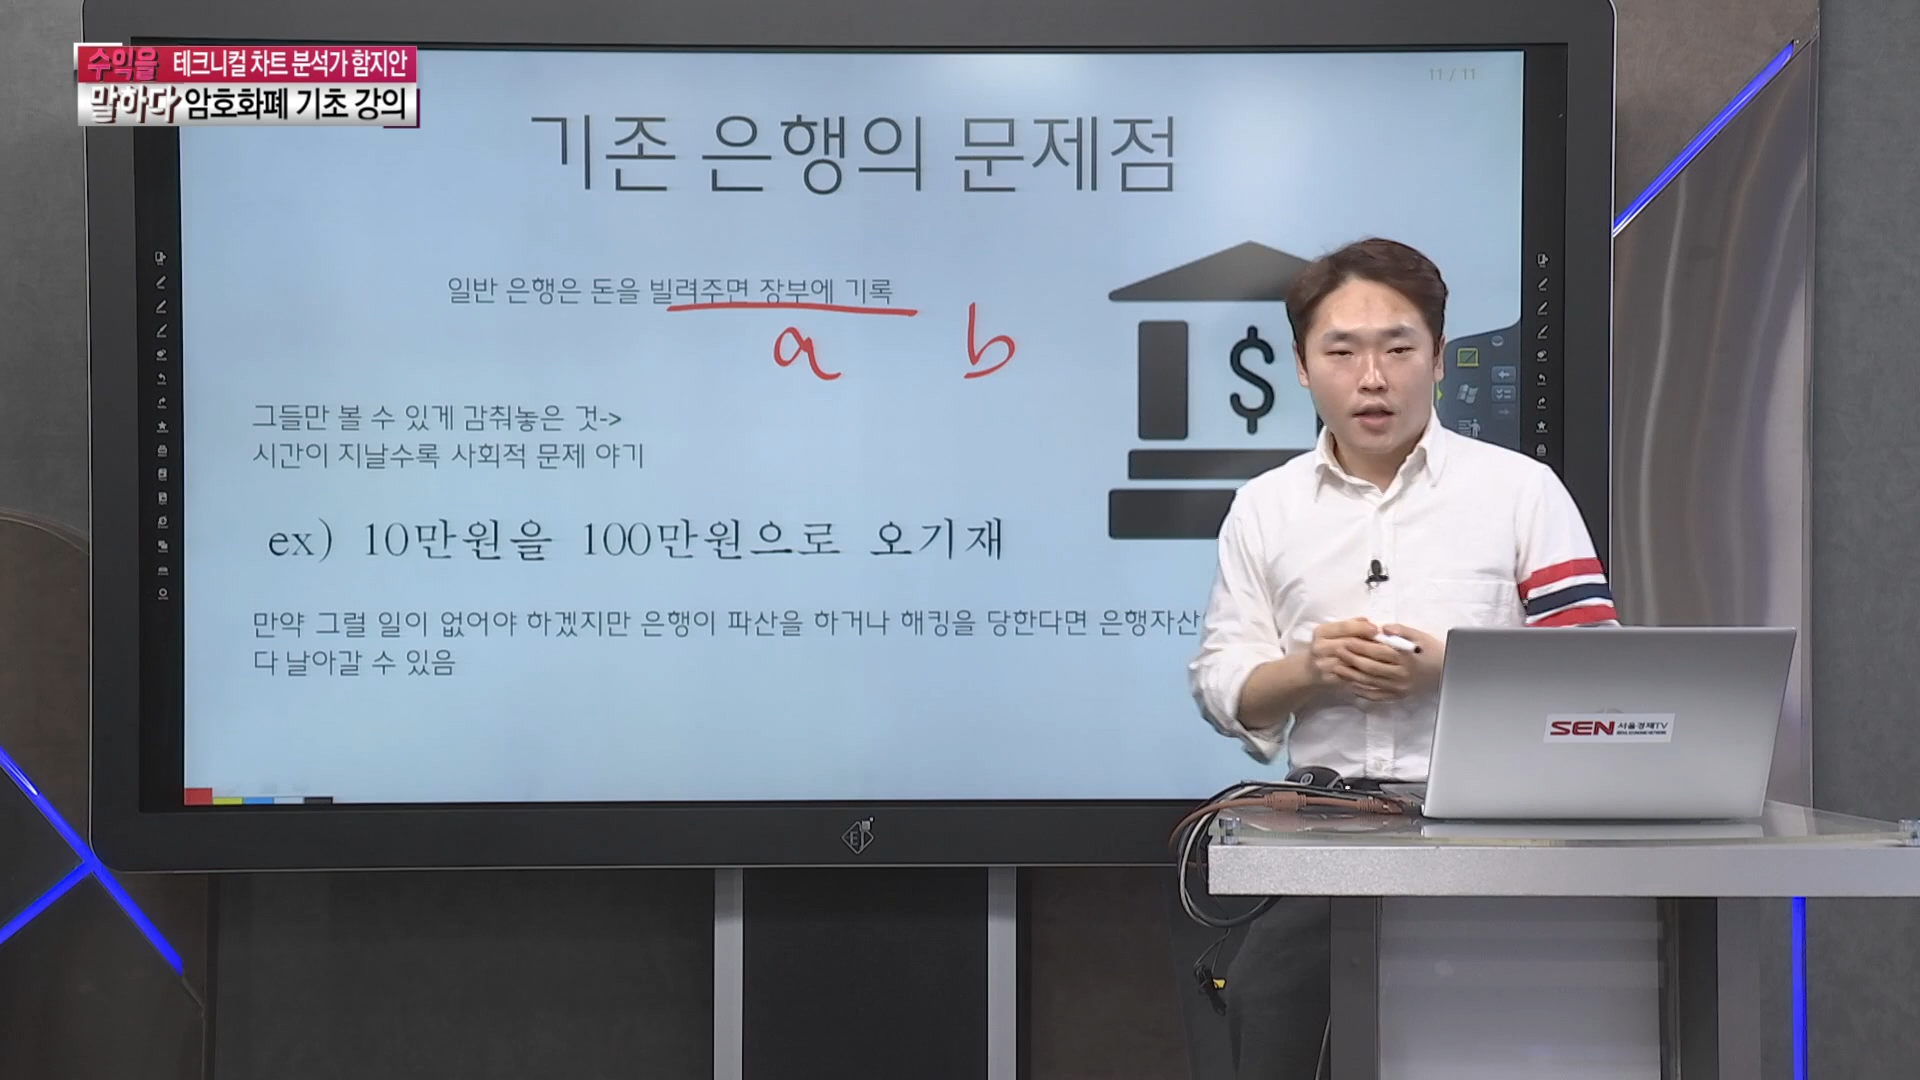 수익을 테크니컬 차트 분석가 함지안
말하다 암호화폐 기초 강의
11 / 11
기존 은행의 문제점
일반 은행은 돈을 빌려주면 장부에 기록
a b
$
그들만 볼 수 있게 감춰놓은 것->
시간이 지날수록 사회적 문제 야기
ex) 10만원을 100만원으로 오기재
만약 그럴 일이 없어야 하겠지만 은행이 파산을 하거나 해킹을 당한다면 은행자산
다 날아갈 수 있음
SEN 서울경제TV
SEOUL ECONOMIC NETWORK